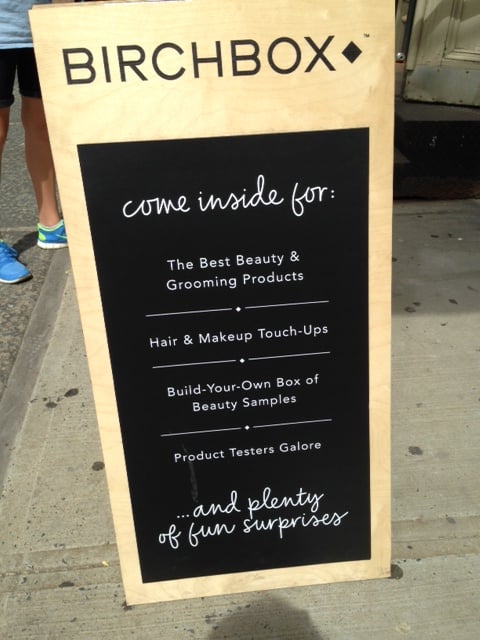 BIRCHBOX◆™
come inside for:
The Best Beauty &
Grooming Products
Hair & Makeup Touch-Ups
Build-Your-Own Box of
Beauty Samples
Product Testers Galore
...and plenty
of fun surprises